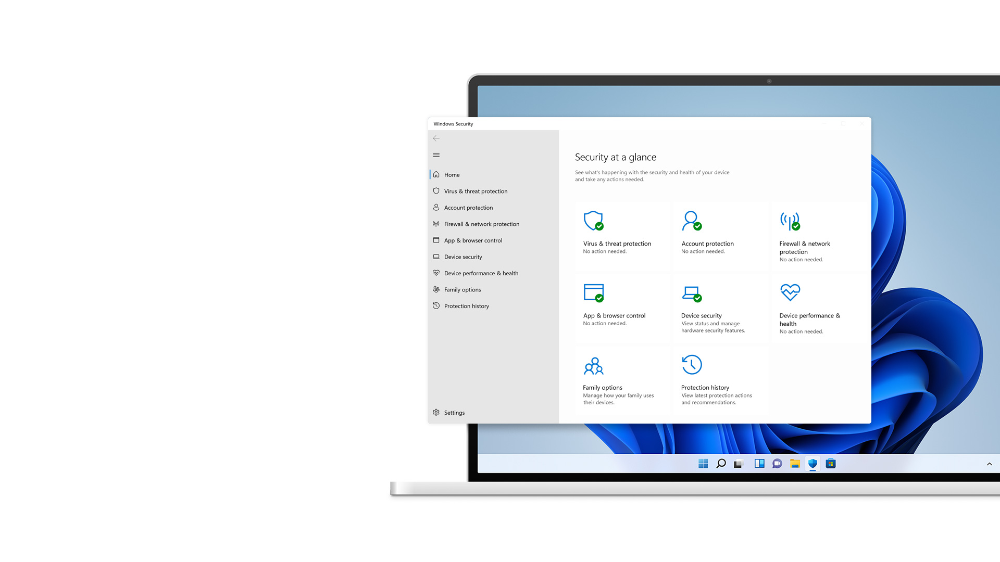 Windows Security
Home
Virus & threat protection
Account protection
Firewall & network protection
App & browser control
Device security
Device performance & health
Family options
Protection history
Settings
Security at a glance
See what's happening with the security and health of your device
and take any actions needed.
Virus & threat protection
No action needed.
Account protection
No action needed.
Firewall & network
protection
No action needed.
App & browser control
No action needed.
Device security
View status and manage
hardware security features.
Device performance &
health
No action needed.
Family options
Manage how your family uses
their devices.
Protection history
View latest protection actions
and recommendations.